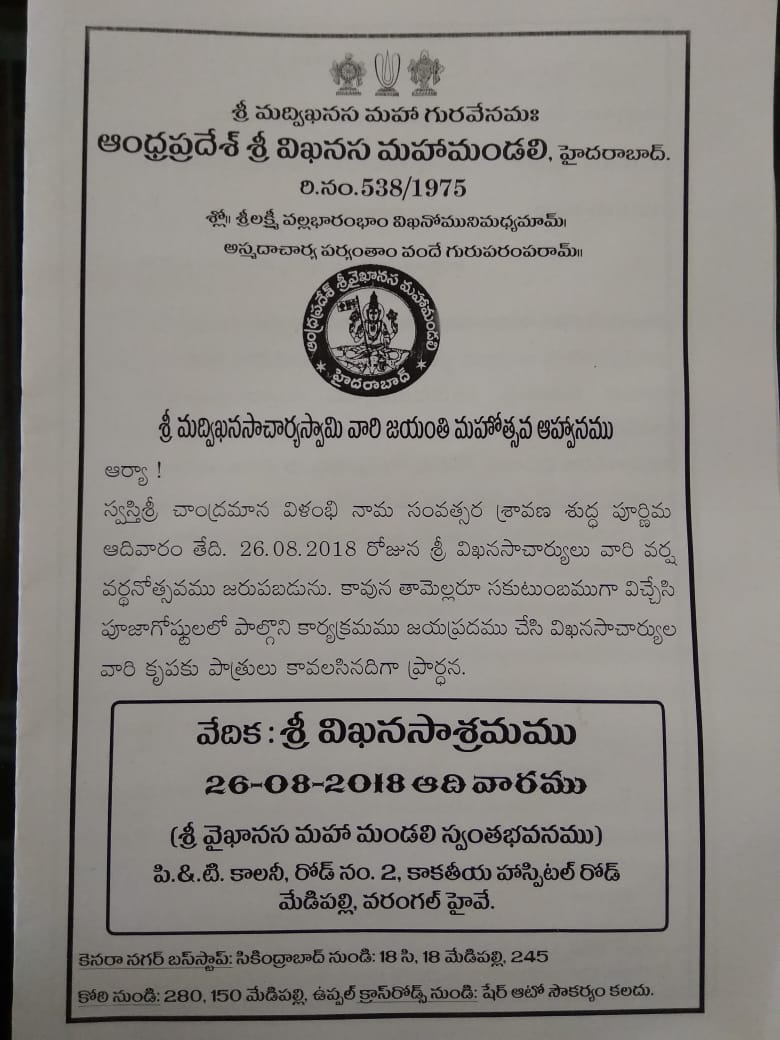 శ్రీ మద్విఖనస మహా గురవేనమః
ఆంధ్రప్రదేశ్ శ్రీ విఖనస మహామండలి, హైదరాబాద్.
రి.నం.538/1975
శ్లో॥ శ్రీలక్ష్మీ వల్లభారంభాం విఖనోమునిమధ్యమామ్।
అస్మదాచార్య పర్యంతాం వందే గురుపరంపరామ్॥
ఆంధ్రప్రదేశ్ శ్రీవైఖానస మహామండలి
హైదరాబాద్
శ్రీ మద్విఖనసాచార్యస్వామి వారి జయంతి మహోత్సవ ఆహ్వానము
ఆర్యా !
స్వస్తిశ్రీ చాంద్రమాన విళంభి నామ సంవత్సర శ్రావణ శుద్ధ పూర్ణిమ
ఆదివారం తేది. 26.08.2018 రోజున శ్రీ విఖనసాచార్యులు వారి వర్ష
వర్థనోత్సవము జరుపబడును. కావున తామెల్లరూ సకుటుంబముగా విచ్చేసి
పూజాగోష్టులలో పాల్గొని కార్యక్రమము జయప్రదము చేసి విఖనసాచార్యుల
వారి కృపకు పాత్రులు కావలసినదిగా ప్రార్ధన.
వేదిక : శ్రీ విఖనసాశ్రమము
26-08-2018 ఆది వారము
(శ్రీ వైఖానస మహా మండలి స్వంతభవనము)
పి.&.టి. కాలనీ, రోడ్ నం. 2, కాకతీయ హాస్పిటల్ రోడ్
మేడిపల్లి, వరంగల్ హైవే.
కెనరా నగర్ బస్‌స్టాప్: సికింద్రాబాద్ నుండి: 18 సి, 18 మేడిపల్లి, 245
కోఠి నుండి: 280, 150 మేడిపల్లి, ఉప్పల్ క్రాస్‌రోడ్స్ నుండి: షేర్ ఆటో సౌకర్యం కలదు.